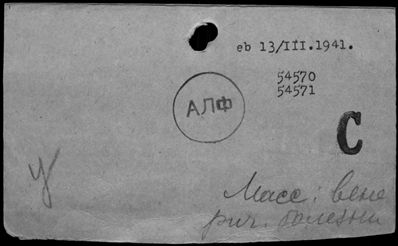 eb 13/III.1941.
54570
54571
АЛФ
С
У
Масс: вене
рич. болезни